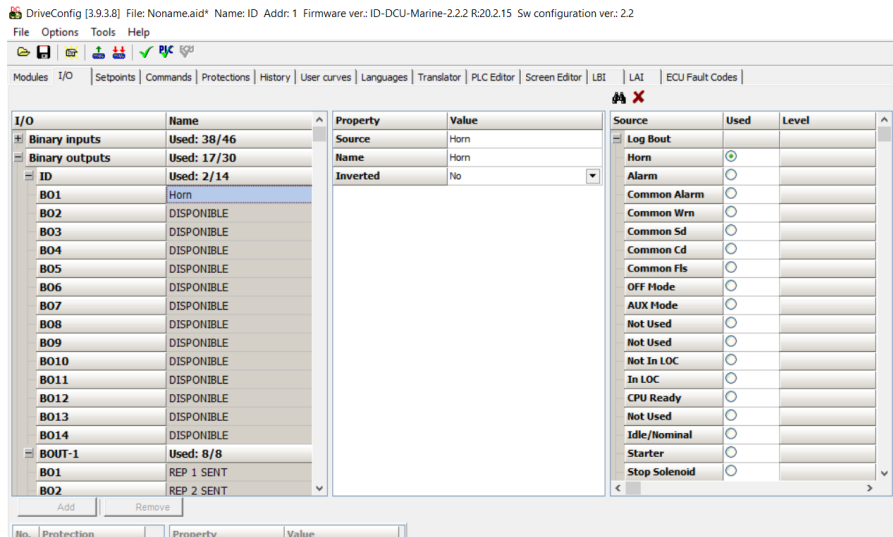 DriveConfig [3.9.3.8] File: Noname.aid* Name: ID Addr: 1 Firmware ver.: ID-DCU-Marine-2.2.2 R:20.2.15 Sw configuration ver.: 2.2
File Options Tools Help
Modules I/O Setpoints Commands Protections History User curves Languages Translator PLC Editor Screen Editor LBI LAI ECU Fault Codes
I/O Name Property Value Source Used Level
Binary inputs Used: 38/46 Source Horn Log Bout
Binary outputs Used: 17/30 Name Horn Horn
ID Used: 2/14 Inverted No Alarm
BO1 Horn Common Alarm
BO2 DISPONIBLE Common Wrn
BO3 DISPONIBLE Common Sd
BO4 DISPONIBLE Common Cd
BO5 DISPONIBLE Common Fls
BO6 DISPONIBLE OFF Mode
BO7 DISPONIBLE AUX Mode
BO8 DISPONIBLE Not Used
BO9 DISPONIBLE Not Used
BO10 DISPONIBLE Not In LOC
BO11 DISPONIBLE In LOC
BO12 DISPONIBLE CPU Ready
BO13 DISPONIBLE Not Used
BO14 DISPONIBLE Idle/Nominal
BOUT-1 Used: 8/8 Starter
BO1 REP 1 SENT Stop Solenoid
BO2 REP 2 SENT
Add Remove
No. Protection Property Value